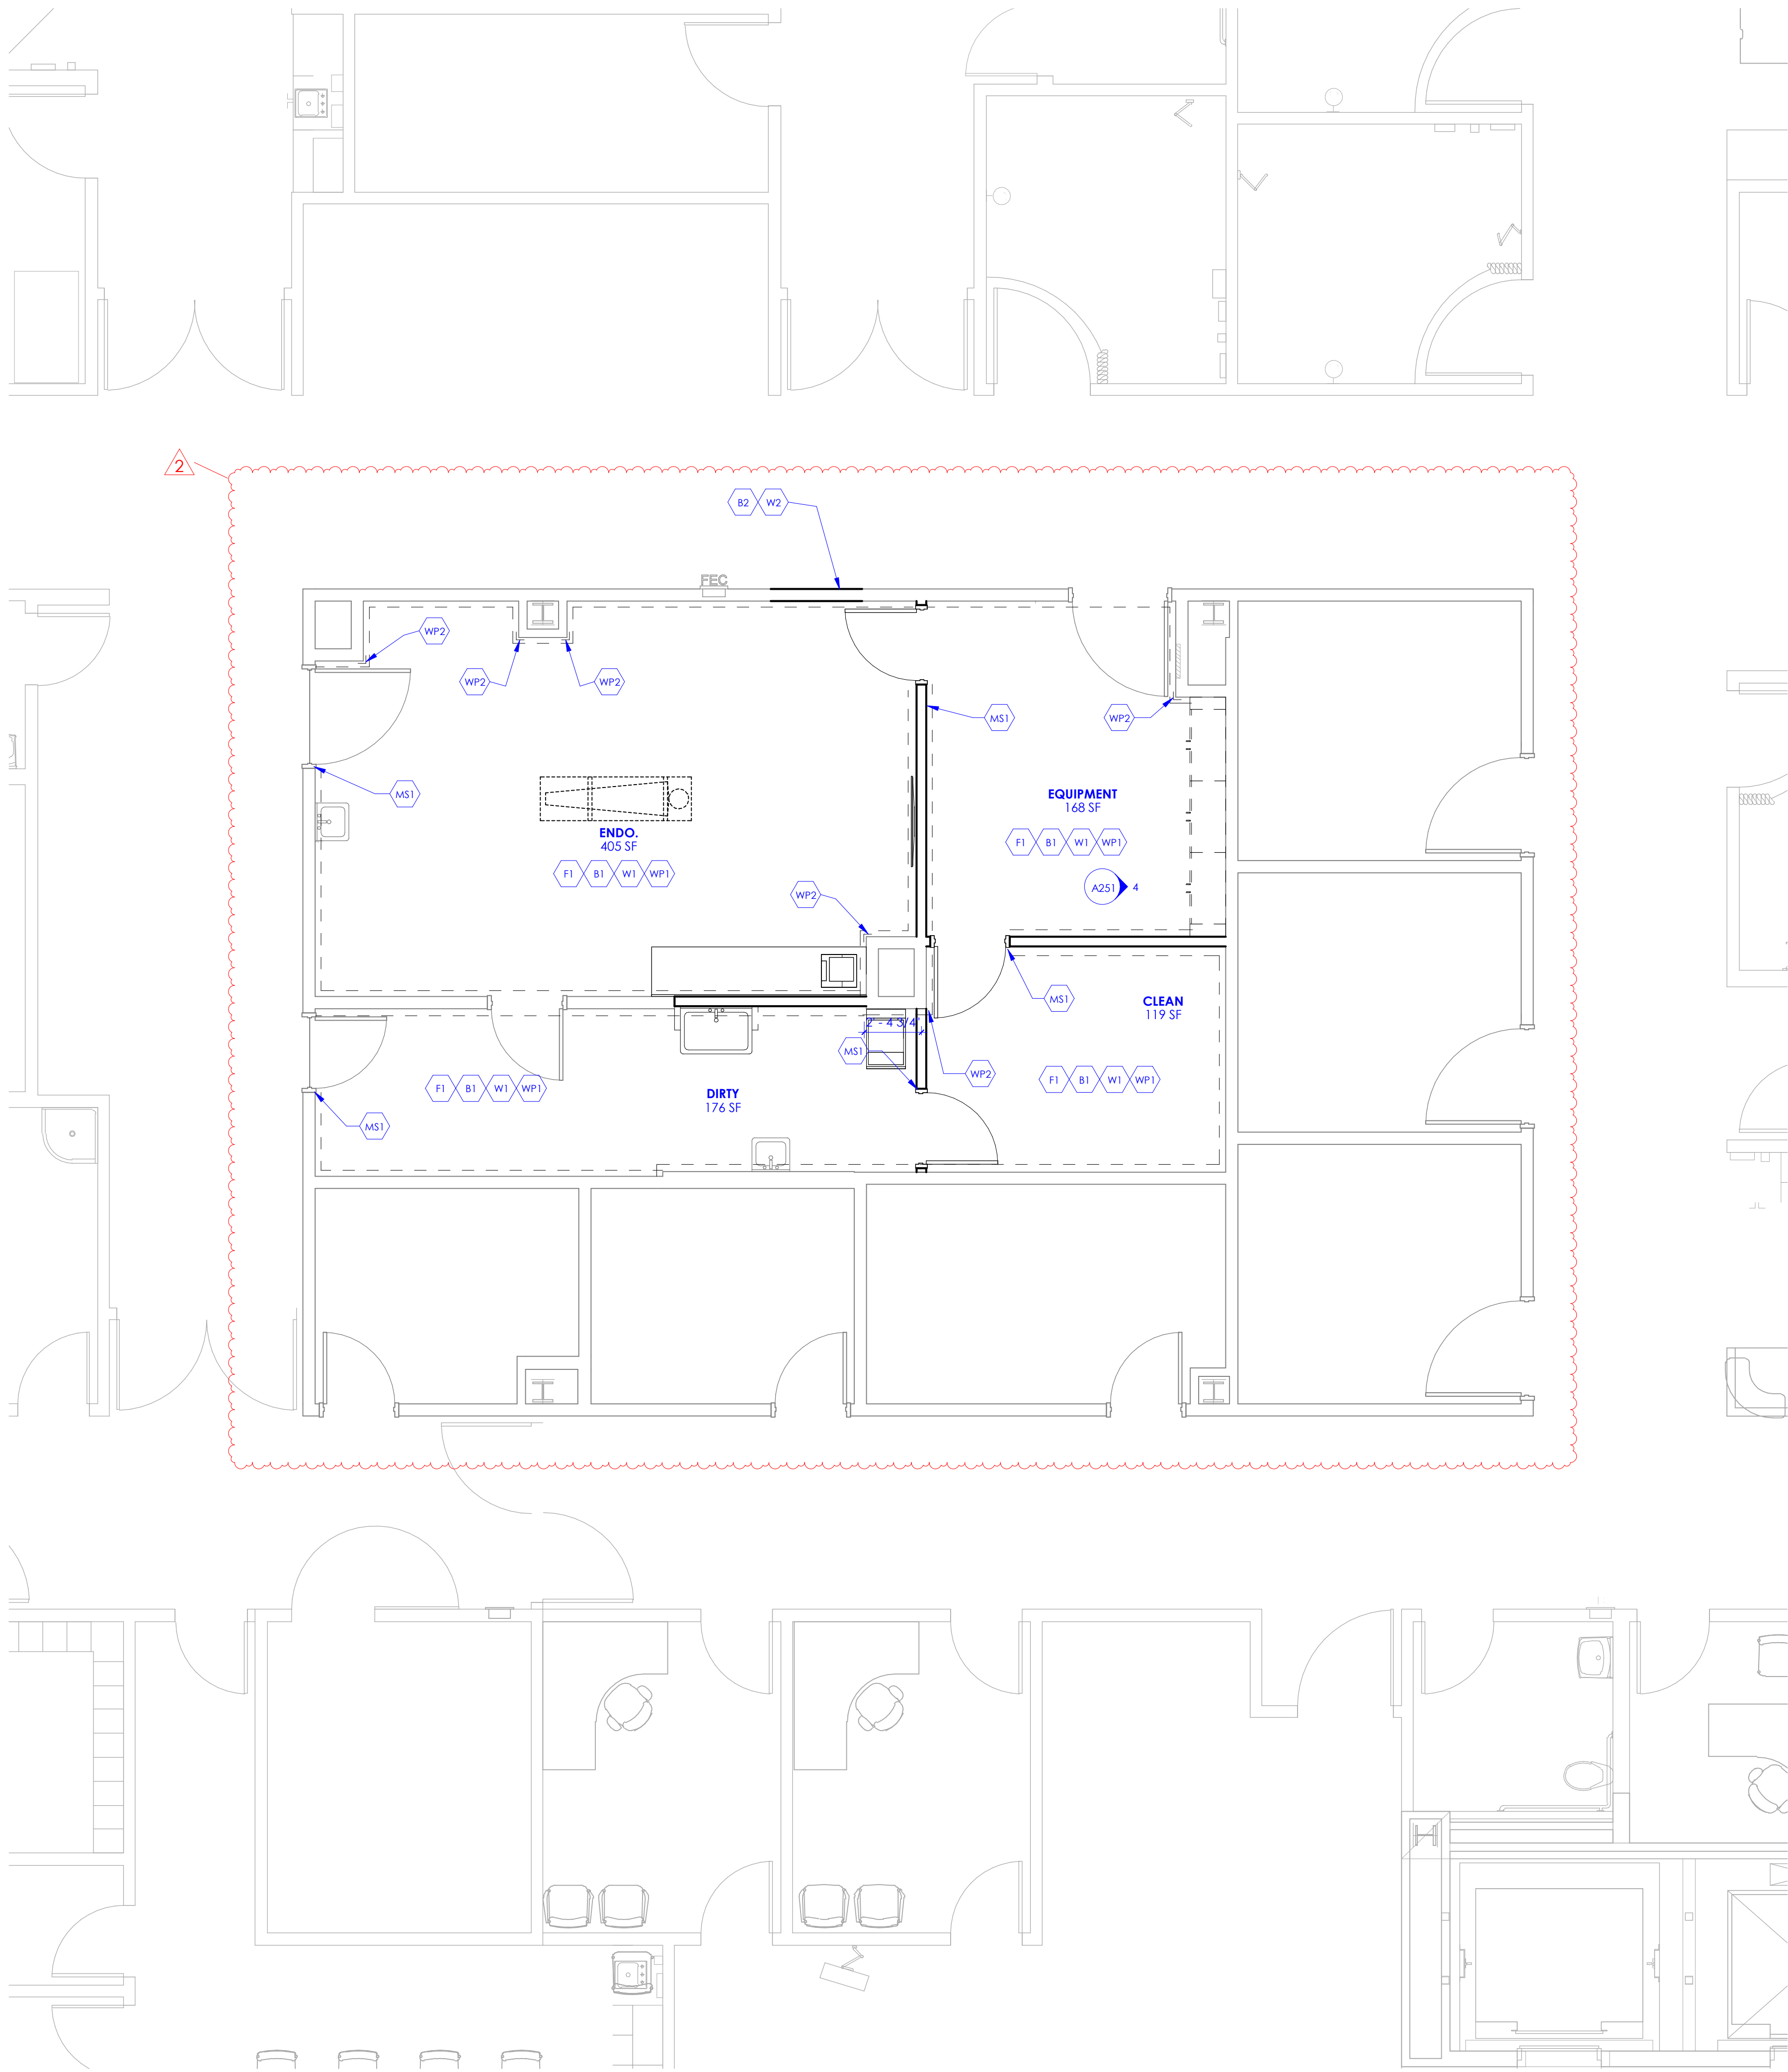 2
B2 W2
FEC
WP2
WP2
WP2
MS1
WP2
MS1
EQUIPMENT
168 SF
ENDO.
405 SF
F1 B1 W1 WP1
F1 B1 W1 WP1
A251 4
WP2
MS1
CLEAN
119 SF
2' - 4 3/4"
MS1
WP2
F1 B1 W1 WP1
F1 B1 W1 WP1
DIRTY
176 SF
MS1